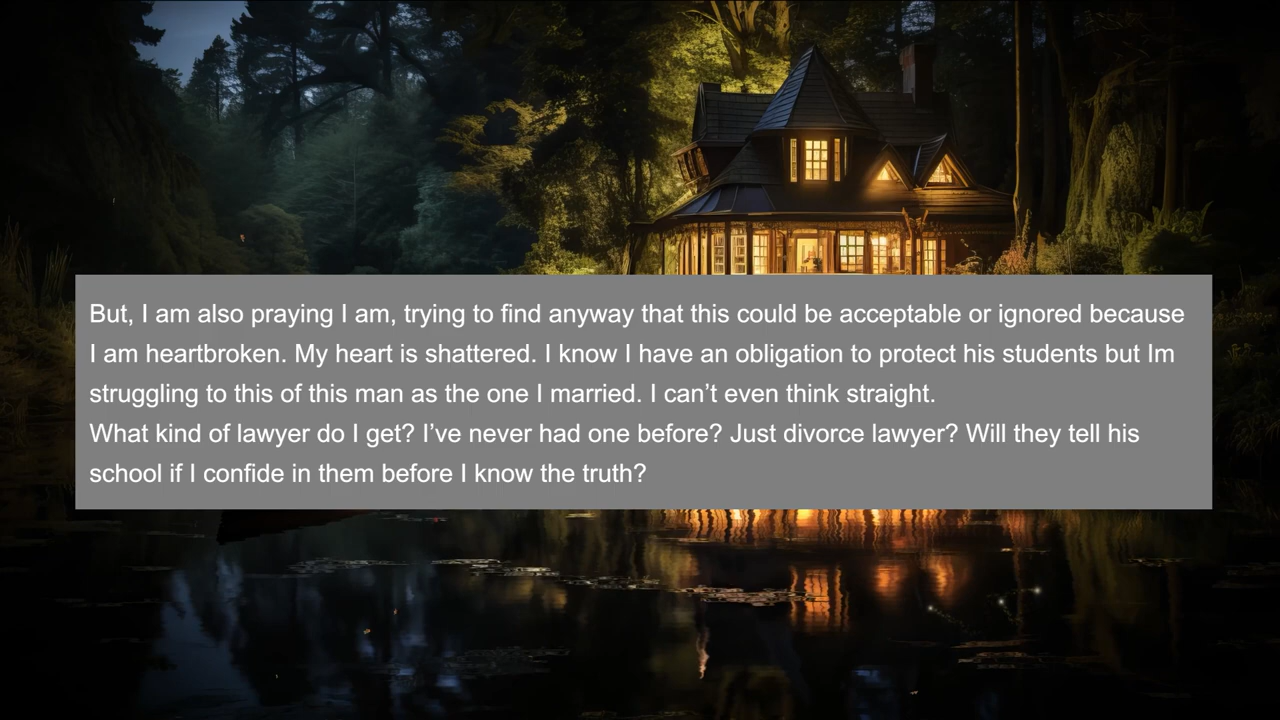 But, I am also praying I am, trying to find anyway that this could be acceptable or ignored because
I am heartbroken. My heart is shattered. I know I have an obligation to protect his students but Im
struggling to this of this man as the one I married. I can’t even think straight.
What kind of lawyer do I get? I’ve never had one before? Just divorce lawyer? Will they tell his
school if I confide in them before I know the truth?